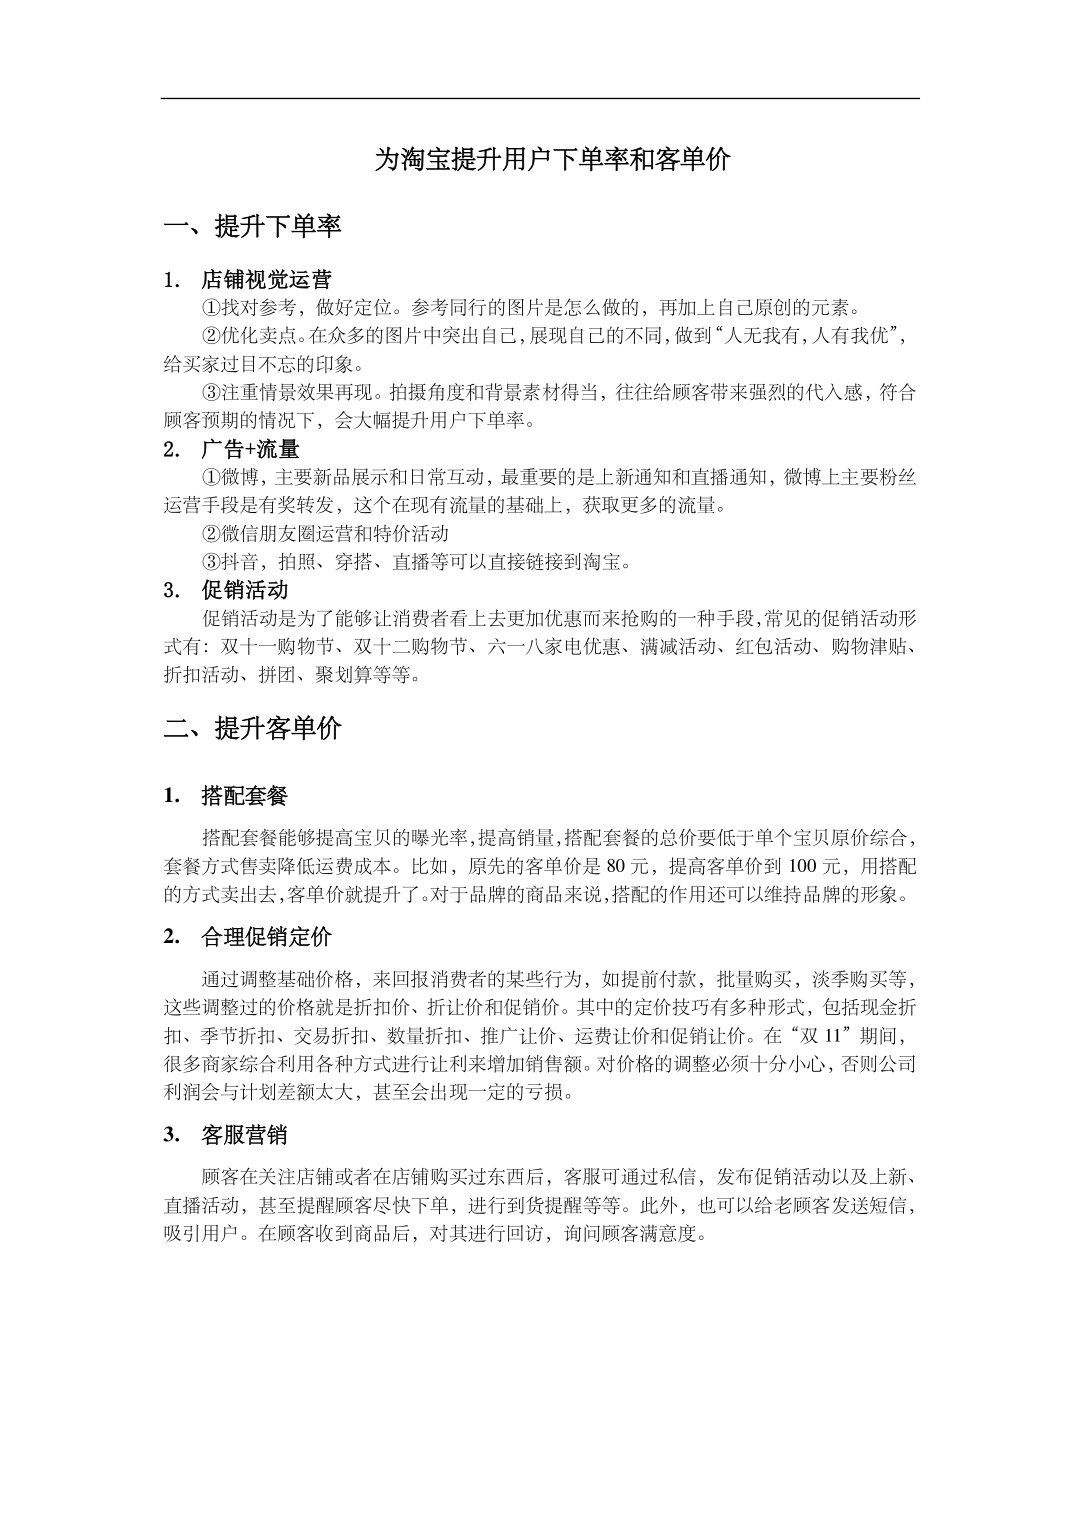 为淘宝提升用户下单率和客单价
一、提升下单率
1. 店铺视觉运营
①找对参考，做好定位。参考同行的图片是怎么做的，再加上自己原创的元素。
②优化卖点。在众多的图片中突出自己，展现自己的不同，做到“人无我有，人有我优”，
给买家过目不忘的印象。
③注重情景效果再现。拍摄角度和背景素材得当，往往给顾客带来强烈的代入感，符合
顾客预期的情况下，会大幅提升用户下单率。
2. 广告+流量
①微博，主要新品展示和日常互动，最重要的是上新通知和直播通知，微博上主要粉丝
运营手段是有奖转发，这个在现有流量的基础上，获取更多的流量。
②微信朋友圈运营和特价活动
③抖音，拍照、穿搭、直播等可以直接链接到淘宝。
3. 促销活动
促销活动是为了能够让消费者看上去更加优惠而来抢购的一种手段，常见的促销活动形
式有：双十一购物节、双十二购物节、六一八家电优惠、满减活动、红包活动、购物津贴、
折扣活动、拼团、聚划算等等。
二、提升客单价
1. 搭配套餐
搭配套餐能够提高宝贝的曝光率，提高销量，搭配套餐的总价要低于单个宝贝原价综合，
套餐方式售卖降低运费成本。比如，原先的客单价是 80 元，提高客单价到 100 元，用搭配
的方式卖出去，客单价就提升了。对于品牌的商品来说，搭配的作用还可以维持品牌的形象。
2. 合理促销定价
通过调整基础价格，来回报消费者的某些行为，如提前付款，批量购买，淡季购买等，
这些调整过的价格就是折扣价、折让价和促销价。其中的定价技巧有多种形式，包括现金折
扣、季节折扣、交易折扣、数量折扣、推广让价、运费让价和促销让价。在“双 11”期间，
很多商家综合利用各种方式进行让利来增加销售额。对价格的调整必须十分小心，否则公司
利润会与计划差额太大，甚至会出现一定的亏损。
3. 客服营销
顾客在关注店铺或者在店铺购买过东西后，客服可通过私信，发布促销活动以及上新、
直播活动，甚至提醒顾客尽快下单，进行到货提醒等等。此外，也可以给老顾客发送短信，
吸引用户。在顾客收到商品后，对其进行回访，询问顾客满意度。